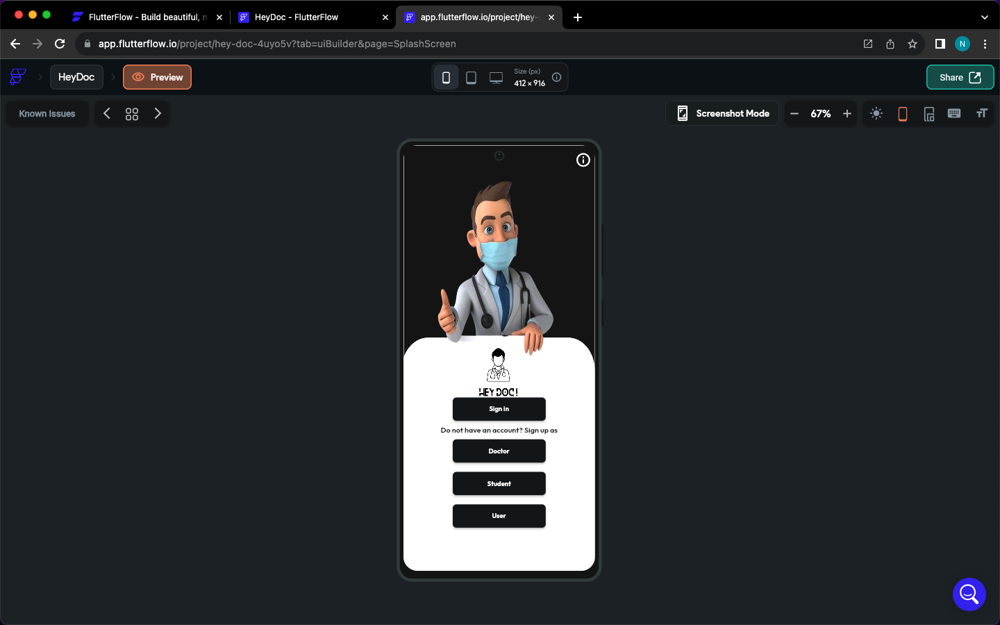 FlutterFlow - Build beautiful,
HeyDoc - FlutterFlow
app.flutterflow.io/project/hey-
app.flutterflow.io/project/hey-doc-4uyo5v?tab=uiBuilder&page=SplashScreen
N
HeyDoc
Preview
Size (px)
412 × 916
Share
Known Issues
Screenshot Mode
67%
TT
HEY DOC!
Sign in
Do not have an account? Sign up as
Doctor
Student
User